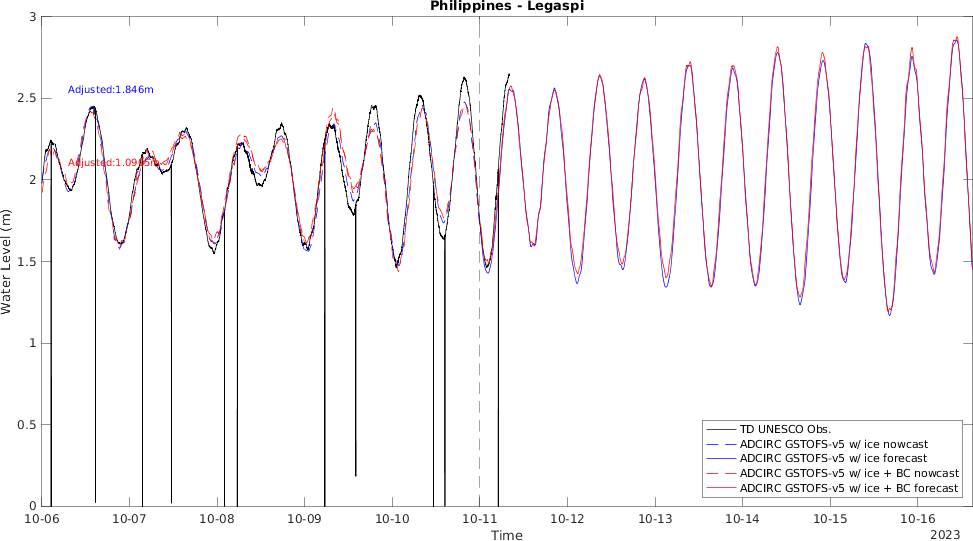 Philippines - Legaspi
3
2.5
2
1.5
1
0.5
0
Water Level (m)
Adjusted:1.846m
10-06
10-07
10-08
10-09
10-10
10-11
10-12
10-13
10-14
10-15
10-16
Time
2023
TD UNESCO Obs.
ADCIRC GSTOFS-v5 w/ ice nowcast
ADCIRC GSTOFS-v5 w/ ice forecast
ADCIRC GSTOFS-v5 w/ ice + BC nowcast
ADCIRC GSTOFS-v5 w/ ice + BC forecast